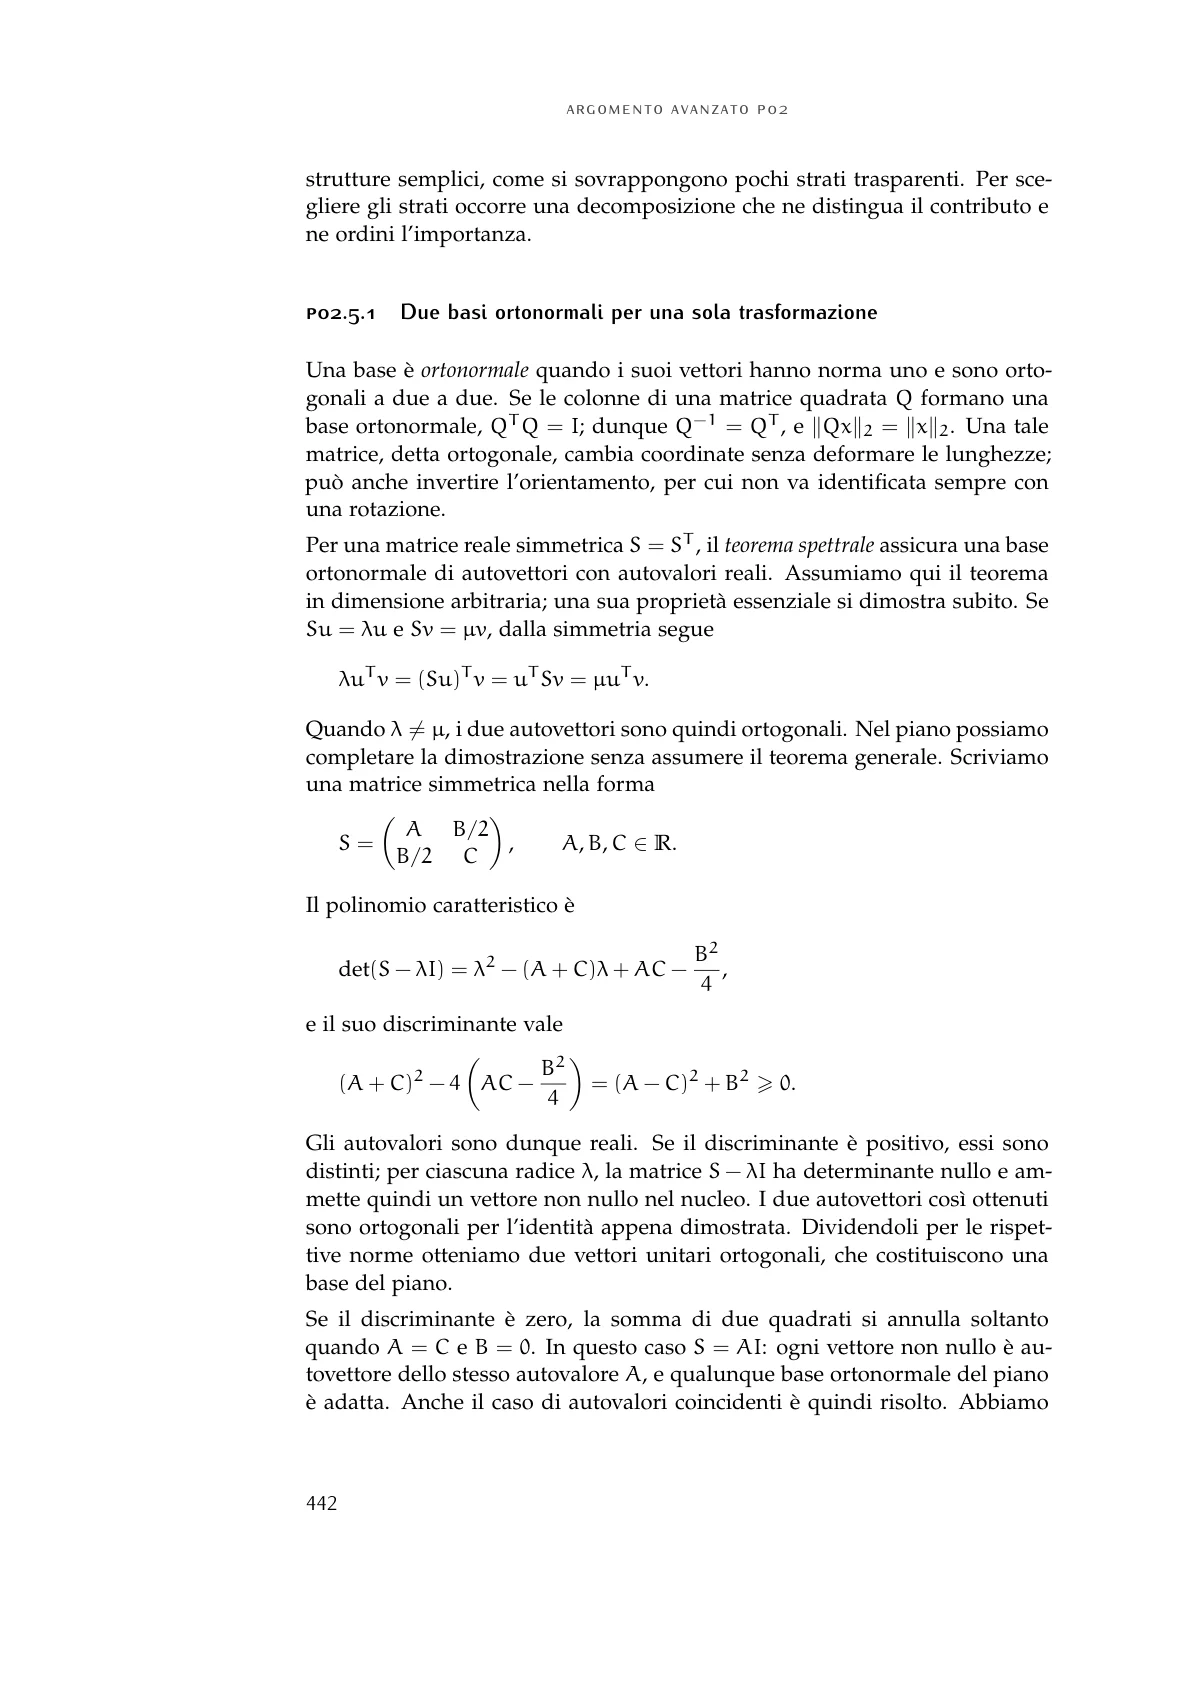 ARGOMENTO AVANZATO P02
strutture semplici, come si sovrappongono pochi strati trasparenti. Per sce-
gliere gli strati occorre una decomposizione che ne distingua il contributo e
ne ordini l'importanza.
P02.5.1 Due basi ortonormali per una sola trasformazione
Una base è ortonormale quando i suoi vettori hanno norma uno e sono orto-
gonali a due a due. Se le colonne di una matrice quadrata Q formano una
base ortonormale, QᵀQ = I; dunque Q⁻¹ = Qᵀ, e ‖Qx‖₂ = ‖x‖₂. Una tale
matrice, detta ortogonale, cambia coordinate senza deformare le lunghezze;
può anche invertire l'orientamento, per cui non va identificata sempre con
una rotazione.
Per una matrice reale simmetrica S = Sᵀ, il teorema spettrale assicura una base
ortonormale di autovettori con autovalori reali. Assumiamo qui il teorema
in dimensione arbitraria; una sua proprietà essenziale si dimostra subito. Se
Su = λu e Sv = μv, dalla simmetria segue
λuᵀv = (Su)ᵀv = uᵀSv = μuᵀv.
Quando λ ≠ μ, i due autovettori sono quindi ortogonali. Nel piano possiamo
completare la dimostrazione senza assumere il teorema generale. Scriviamo
una matrice simmetrica nella forma
S = ( A B/2 ; B/2 C ), A, B, C ∈ ℝ.
Il polinomio caratteristico è
det(S − λI) = λ² − (A + C)λ + AC − B²/4,
e il suo discriminante vale
(A + C)² − 4 (AC − B²/4) = (A − C)² + B² ⩾ 0.
Gli autovalori sono dunque reali. Se il discriminante è positivo, essi sono
distinti; per ciascuna radice λ, la matrice S − λI ha determinante nullo e am-
mette quindi un vettore non nullo nel nucleo. I due autovettori così ottenuti
sono ortogonali per l'identità appena dimostrata. Dividendoli per le rispet-
tive norme otteniamo due vettori unitari ortogonali, che costituiscono una
base del piano.
Se il discriminante è zero, la somma di due quadrati si annulla soltanto
quando A = C e B = 0. In questo caso S = AI: ogni vettore non nullo è au-
tovettore dello stesso autovalore A, e qualunque base ortonormale del piano
è adatta. Anche il caso di autovalori coincidenti è quindi risolto. Abbiamo
442